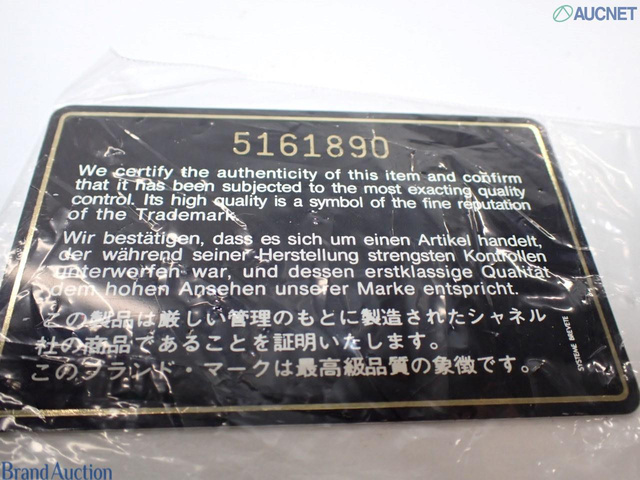 AUCNET
5161890
We certify the authenticity of this item and confirm
that it has been subjected to the most exacting quality
control. Its high quality is a symbol of the fine reputation
of the Trademark.
Wir bestätigen, dass es sich um einen Artikel handelt,
der während seiner Herstellung strengsten Kontrollen
unterworfen war, und dessen erstklassige Qualität
dem hohen Ansehen unserer Marke entspricht.
この製品は厳しい管理のもとに製造されたシャネル
社の商品であることを証明いたします。
このブランド・マークは最高級品質の象徴です。
SYSTEME BREVETE
BrandAuction